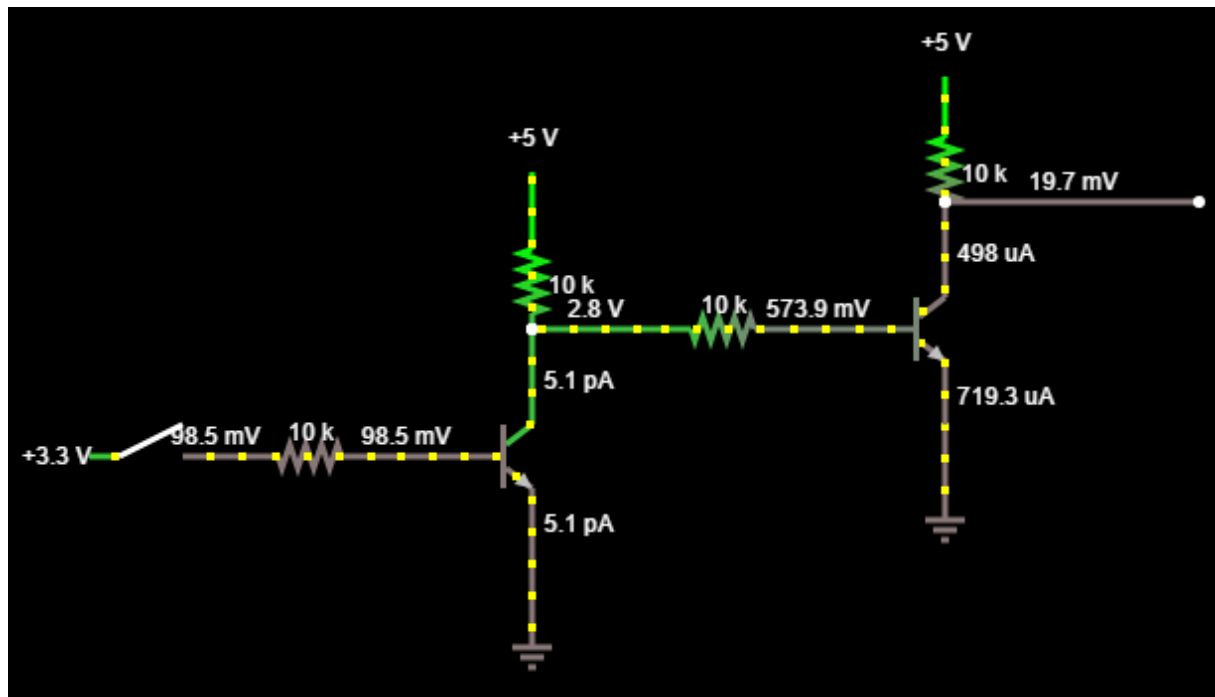 +5 V
10 k
19.7 mV
498 uA
719.3 uA
+5 V
10 k
2.8 V
10 k
573.9 mV
5.1 pA
+3.3 V
98.5 mV
10 k
98.5 mV
5.1 pA